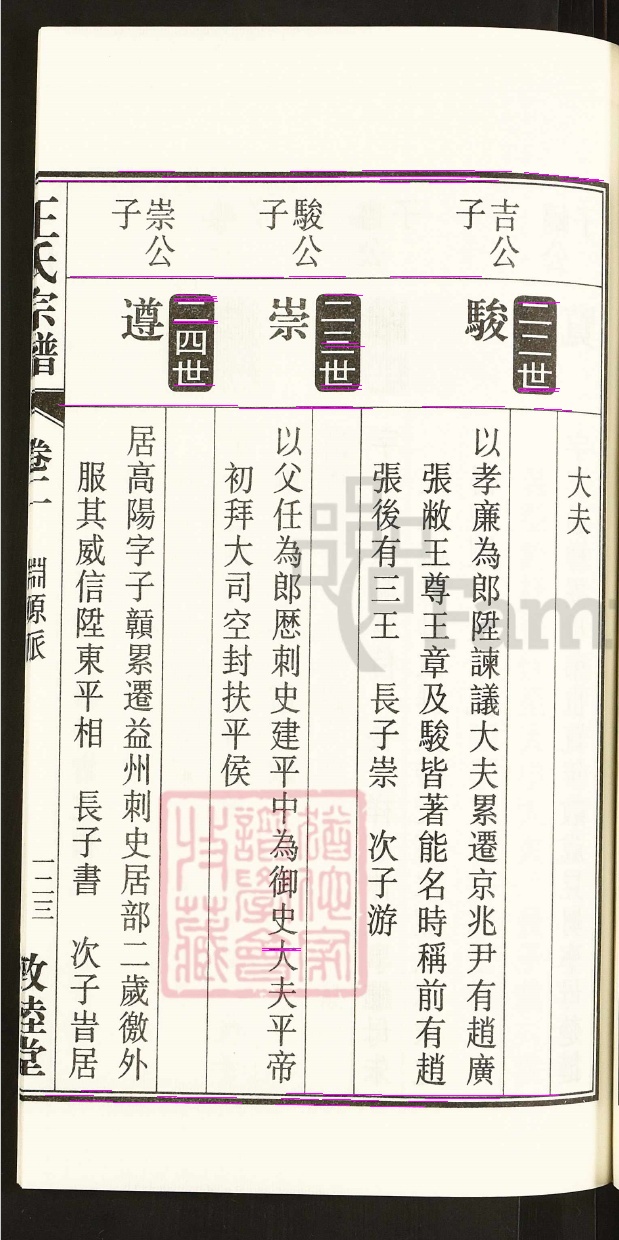 大夫
吉公
子
二二世
駿
以孝廉為郎陞諫議大夫累遷京兆尹有趙廣
張敝王尊王章及駿皆著能名時稱前有趙
張後有三王 長子崇 次子游
駿公
子
二三世
崇
以父任為郎歷刺史建平中為御史大夫平帝
初拜大司空封扶平侯
崇公
子
二四世
遵
居高陽字子贑累遷益州刺史居部二歲徼外
服其威信陞東平相 長子書 次子旹居
王氏宗譜
卷二
淵源派
一二三
敦睦堂